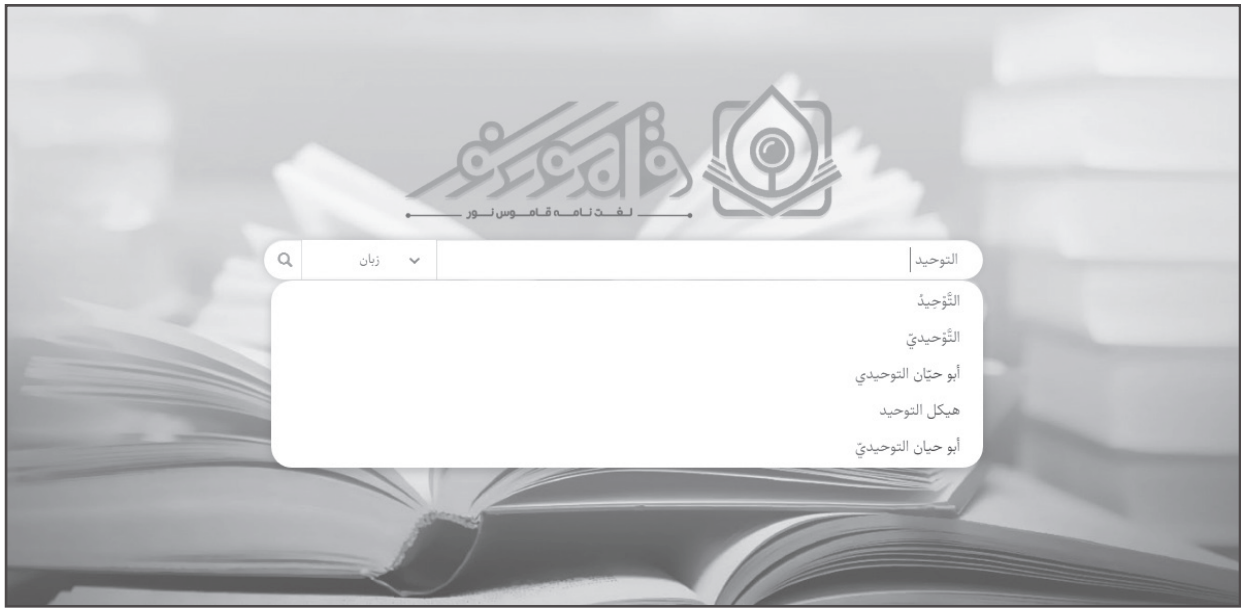 قاموس نور
لغت نامه قاموس نور
التوحيد
زبان
التَّوْحِيدُ
التَّوْحيديّ
أبو حيّان التوحيدي
هيكل التوحيد
أبو حيان التوحيديّ